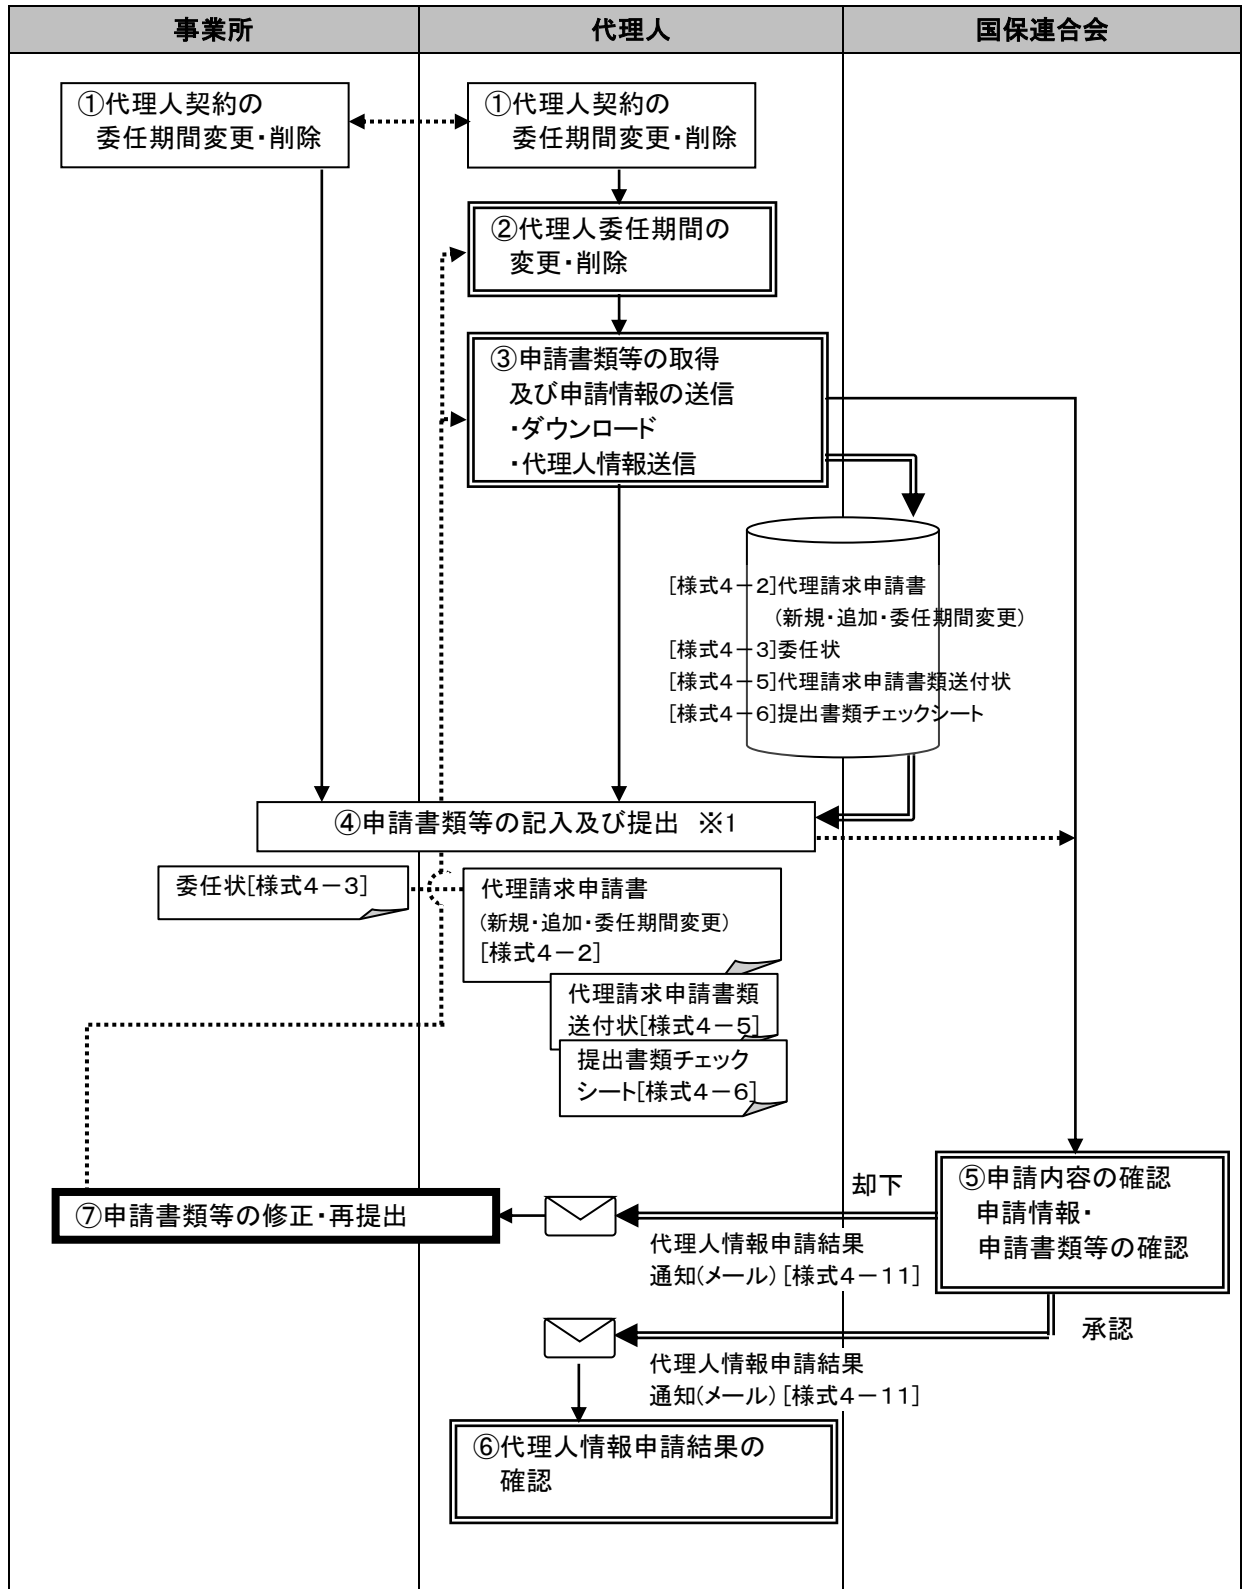 事業所
代理人
国保連合会
①代理人契約の
委任期間変更・削除
①代理人契約の
委任期間変更・削除
②代理人委任期間の
変更・削除
③申請書類等の取得
及び申請情報の送信
・ダウンロード
・代理人情報送信
[様式4－2]代理請求申請書
(新規・追加・委任期間変更)
[様式4－3]委任状
[様式4－5]代理請求申請書類送付状
[様式4－6]提出書類チェックシート
④申請書類等の記入及び提出 ※1
委任状[様式4－3]
代理請求申請書
(新規・追加・委任期間変更)
[様式4－2]
代理請求申請書類
送付状[様式4－5]
提出書類チェック
シート[様式4－6]
却下
⑤申請内容の確認
申請情報・
申請書類等の確認
⑦申請書類等の修正・再提出
代理人情報申請結果
通知(メール) [様式4－11]
承認
代理人情報申請結果
通知(メール) [様式4－11]
⑥代理人情報申請結果の
確認